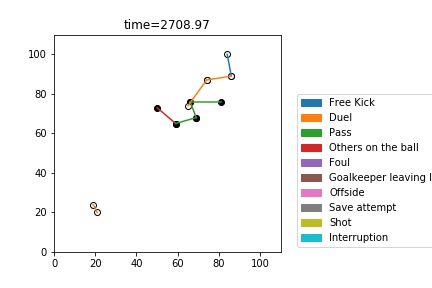 time=2708.97
100
80
60
40
20
0
0 20 40 60 80 100
Free Kick
Duel
Pass
Others on the ball
Foul
Goalkeeper leaving l
Offside
Save attempt
Shot
Interruption